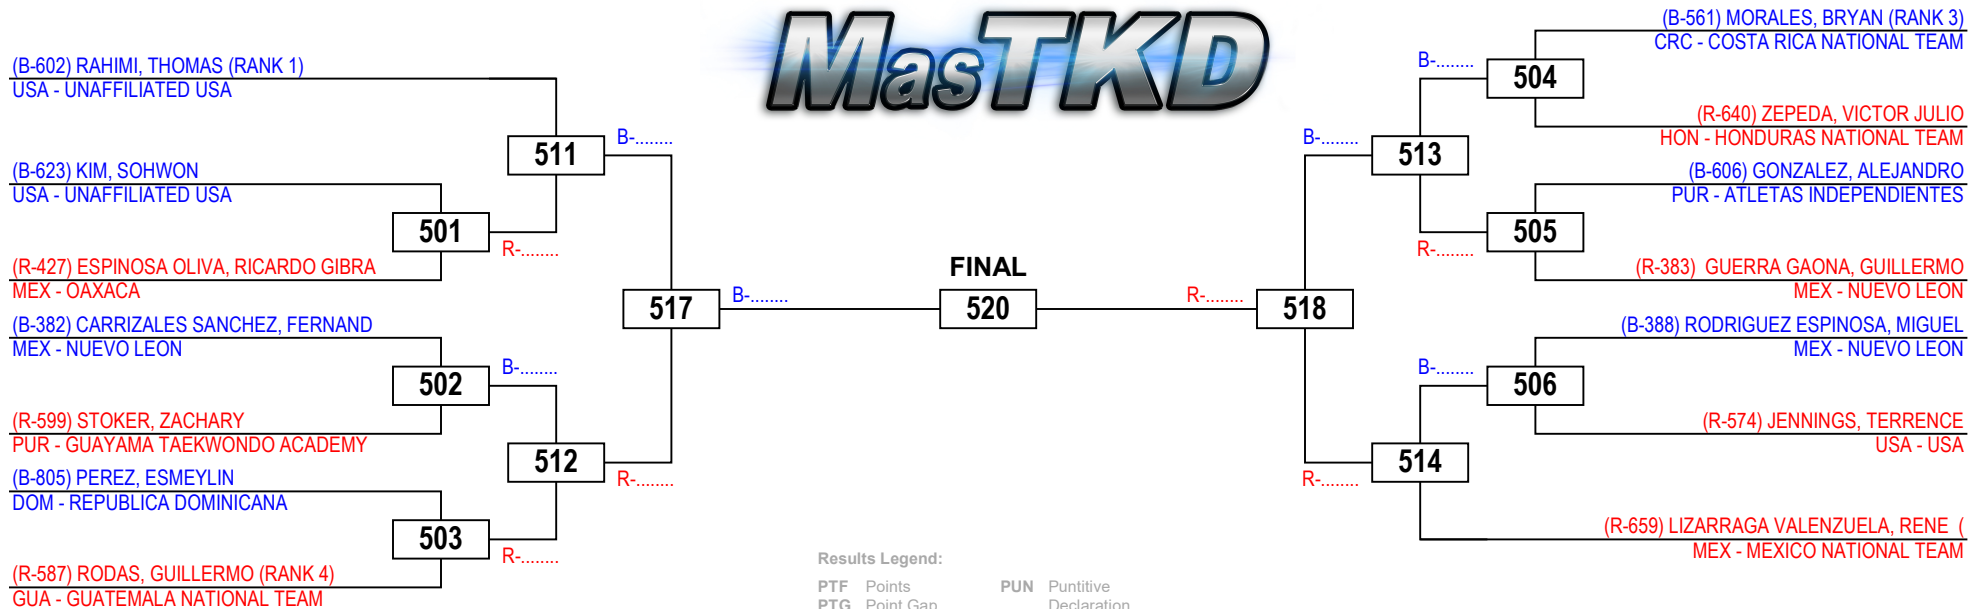 MasTKD
(B-602) RAHIMI, THOMAS (RANK 1)
USA - UNAFFILIATED USA
511
B-........
(B-623) KIM, SOHWON
USA - UNAFFILIATED USA
501
R-........
(R-427) ESPINOSA OLIVA, RICARDO GIBRA
MEX - OAXACA
517
B-........
(B-382) CARRIZALES SANCHEZ, FERNAND
MEX - NUEVO LEON
502
B-........
(R-599) STOKER, ZACHARY
PUR - GUAYAMA TAEKWONDO ACADEMY
512
R-........
(B-805) PEREZ, ESMEYLIN
DOM - REPUBLICA DOMINICANA
503
R-........
(R-587) RODAS, GUILLERMO (RANK 4)
GUA - GUATEMALA NATIONAL TEAM
FINAL
520
(B-561) MORALES, BRYAN (RANK 3)
CRC - COSTA RICA NATIONAL TEAM
B-........
504
(R-640) ZEPEDA, VICTOR JULIO
HON - HONDURAS NATIONAL TEAM
B-........
513
(B-606) GONZALEZ, ALEJANDRO
PUR - ATLETAS INDEPENDIENTES
505
R-........
(R-383) GUERRA GAONA, GUILLERMO
MEX - NUEVO LEON
R-........
518
(B-388) RODRIGUEZ ESPINOSA, MIGUEL
MEX - NUEVO LEON
B-........
506
(R-574) JENNINGS, TERRENCE
USA - USA
514
R-........
(R-659) LIZARRAGA VALENZUELA, RENE (
MEX - MEXICO NATIONAL TEAM
Results Legend:
PTF Points PUN Puntitive
PTG Point Gap Declaration